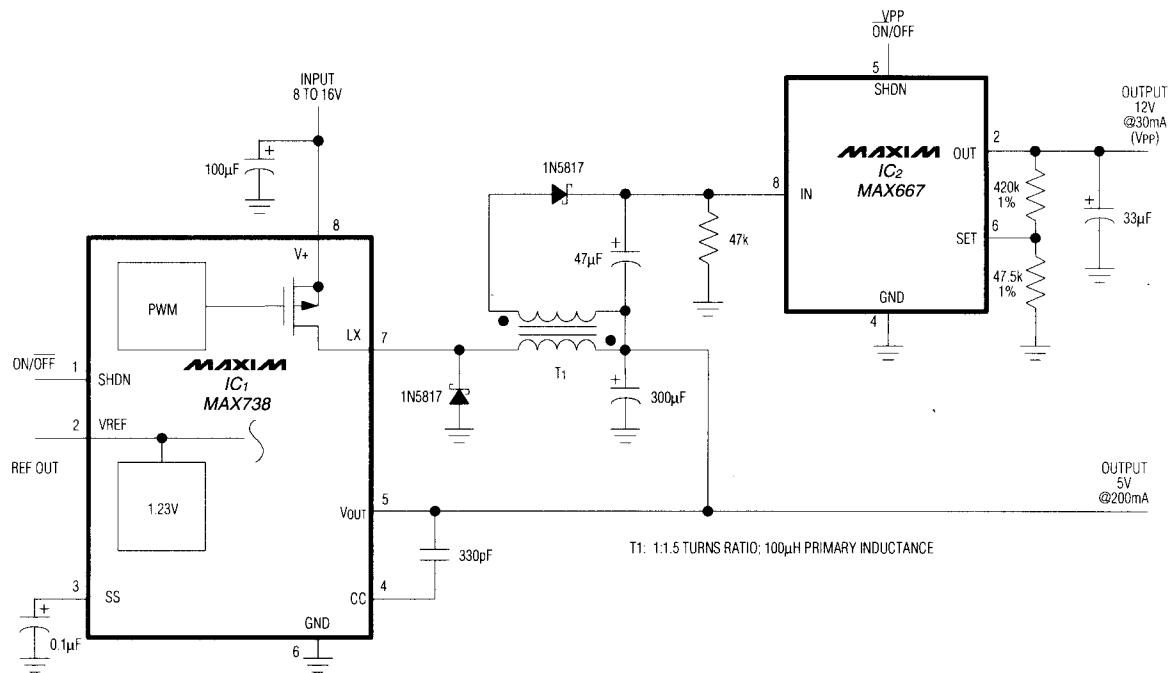 VPP
ON/OFF
5
SHDN
INPUT
8 TO 16V
OUTPUT
12V
@30mA
(VPP)
100µF
+
1N5817
8
IN
MAXIM
IC2
MAX667
OUT
2
420k
1%
+
33µF
SET
6
47.5k
1%
GND
4
+
47µF
47k
8
V+
PWM
LX
7
T1
ON/OFF
1
SHDN
MAXIM
IC1
MAX738
1N5817
+
300µF
2
VREF
REF OUT
1.23V
VOUT
5
OUTPUT
5V
@200mA
330pF
T1: 1:1.5 TURNS RATIO; 100µH PRIMARY INDUCTANCE
3
SS
+
0.1µF
CC
4
GND
6